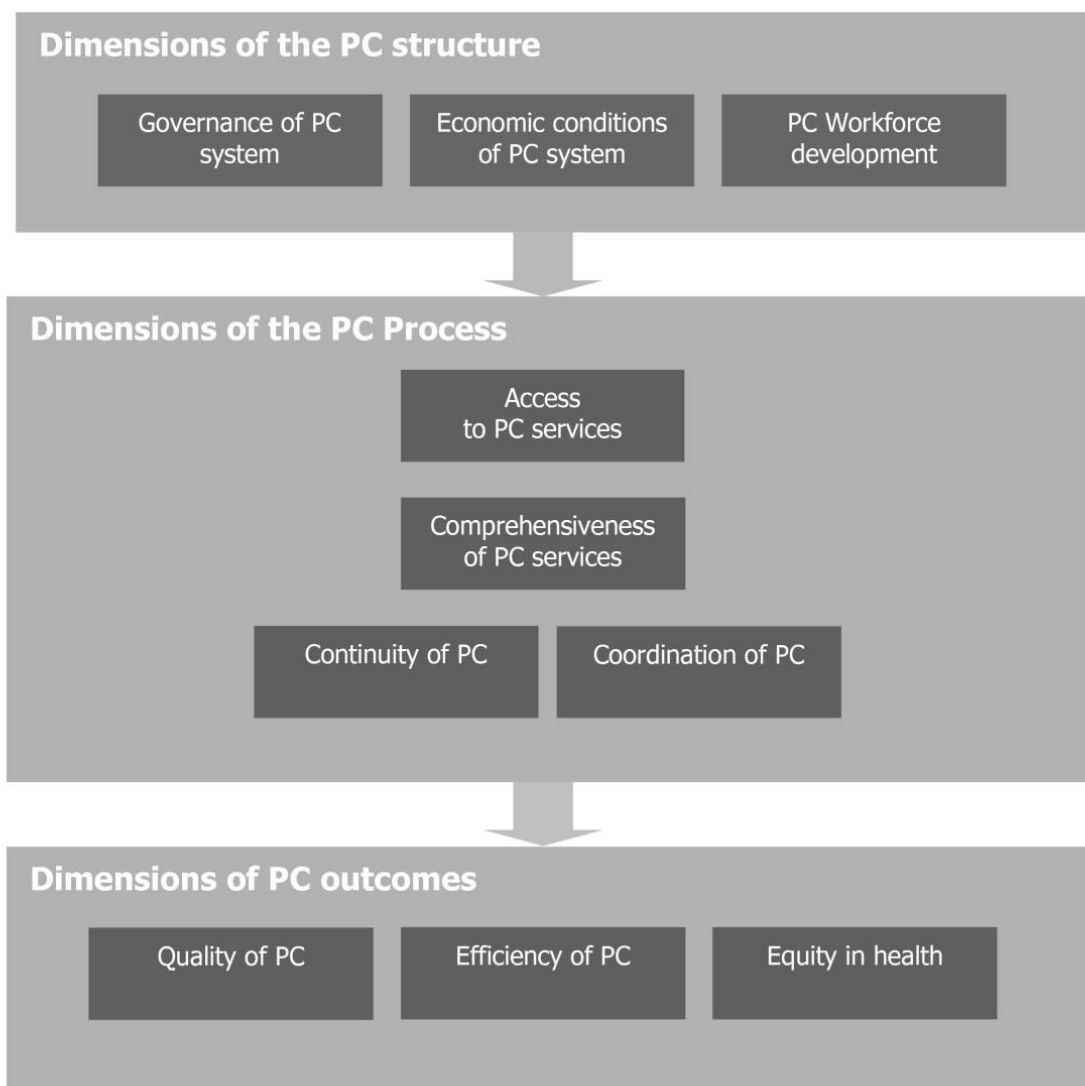 Dimensions of the PC structure
Governance of PC
system
Economic conditions
of PC system
PC Workforce
development
Dimensions of the PC Process
Access
to PC services
Comprehensiveness
of PC services
Continuity of PC
Coordination of PC
Dimensions of PC outcomes
Quality of PC
Efficiency of PC
Equity in health